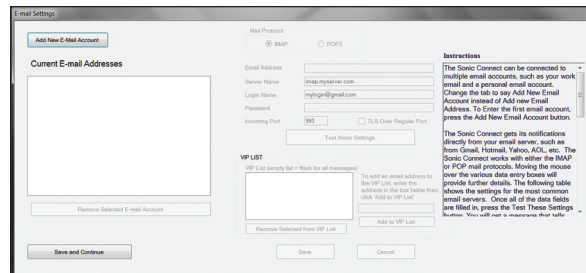 E-mail Settings
Add New E-Mail Account
Current E-mail Addresses
Remove Selected E-mail Account
Save and Continue
Mail Protocol
IMAP
POP3
Email Address
Server Name
imap.myserver.com
Login Name
mylogin@gmail.com
Password
Incoming Port
993
TLS Over Regular Port
Test these Settings
VIP LIST
VIP List (empty list = flash for all messages)
To add an email address to
the VIP List, enter the
address in the box below then
click 'Add to VIP List'
Add to VIP List
Remove Selected from VIP List
Save
Cancel
Instructions
The Sonic Connect can be connected to
multiple email accounts, such as your work
email and a personal email account.
Change the tab to say Add New Email
Account instead of Add new Email
Address. To Enter the first email account,
press the Add New Email Account button.
The Sonic Connect gets its notifications
directly from your email server, such as
from Gmail, Hotmail, Yahoo, AOL, etc. The
Sonic Connect works with either the IMAP
or POP mail protocols. Moving the mouse
over the various data entry boxes will
provide further details. The following table
shows the settings for the most common
email servers. Once all of the data fields
are filled in, press the Test These Settings
button. You will get a message that tells